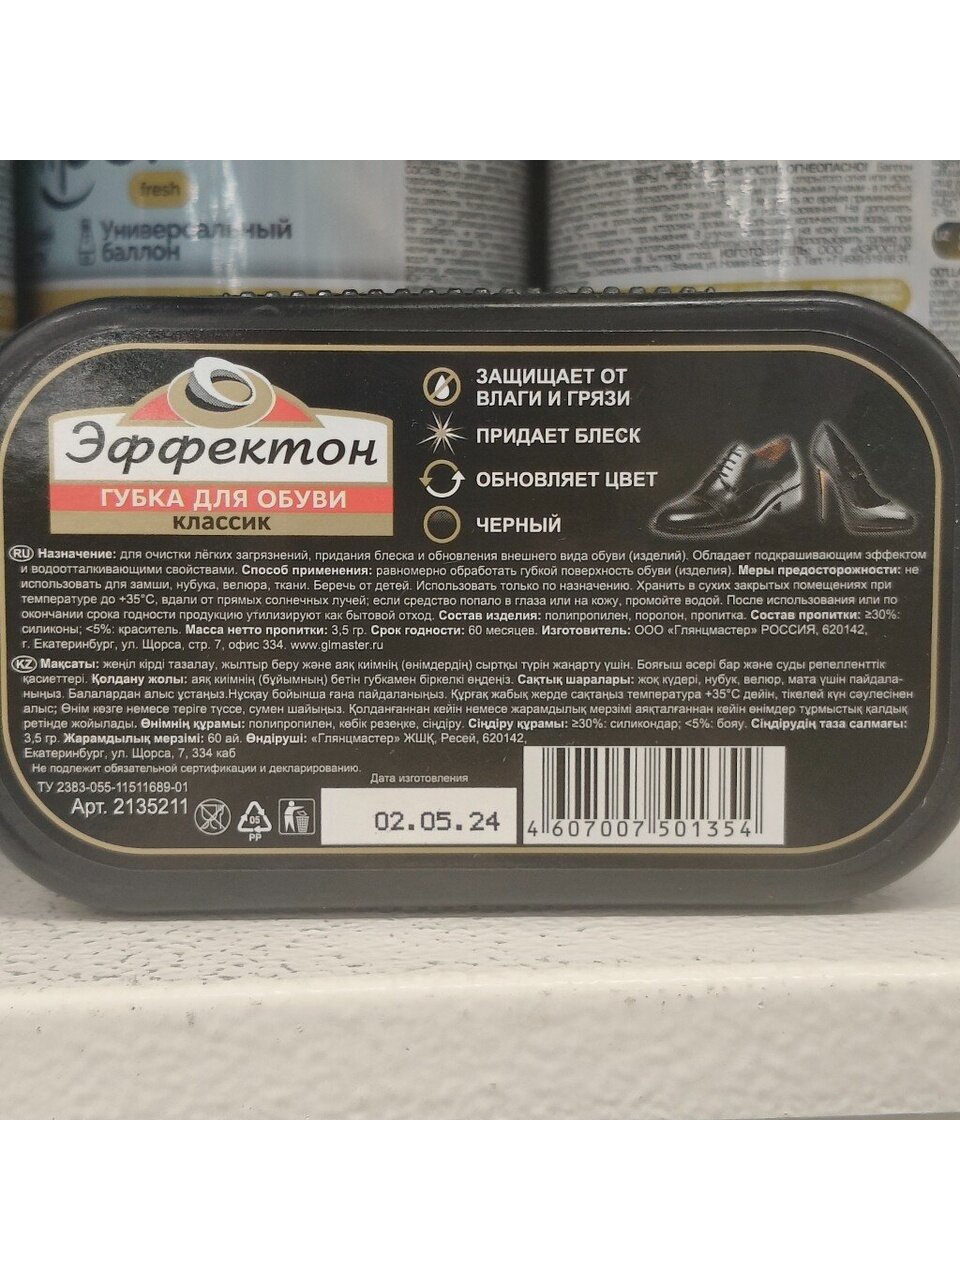 fresh
Универсальный
баллон
ОГНЕОПАСНО!
Эффектон
ГУБКА ДЛЯ ОБУВИ
классик
ЗАЩИЩАЕТ ОТ
ВЛАГИ И ГРЯЗИ
ПРИДАЕТ БЛЕСК
ОБНОВЛЯЕТ ЦВЕТ
ЧЕРНЫЙ
RU Назначение: для очистки лёгких загрязнений, придания блеска и обновления внешнего вида обуви (изделий). Обладает подкрашивающим эффектом
и водоотталкивающими свойствами. Способ применения: равномерно обработать губкой поверхность обуви (изделия). Меры предосторожности: не
использовать для замши, нубука, велюра, ткани. Беречь от детей. Использовать только по назначению. Хранить в сухих закрытых помещениях при
температуре до +35°С, вдали от прямых солнечных лучей; если средство попало в глаза или на кожу, промойте водой. После использования или по
окончании срока годности продукцию утилизируют как бытовой отход. Состав изделия: полипропилен, поролон, пропитка. Состав пропитки: ≥30%:
силиконы; <5%: краситель. Масса нетто пропитки: 3,5 гр. Срок годности: 60 месяцев. Изготовитель: ООО «Глянцмастер» РОССИЯ, 620142,
г. Екатеринбург, ул. Щорса, стр. 7, офис 334. www.glmaster.ru
KZ Мақсаты: жеңіл кірді тазалау, жылтыр беру және аяқ киімнің (өнімдердің) сыртқы түрін жаңарту үшін. Бояғыш әсері бар және суды репелленттік
қасиеттері. Қолдану жолы: аяқ киімнің (бұйымның) бетін губкамен біркелкі өңдеңіз. Сақтық шаралары: жоқ күдері, нубук, велюр, мата үшін пайдала-
ныңыз. Балалардан алыс ұстаңыз.Нұсқау бойынша ғана пайдаланыңыз. Құрғақ жабық жерде сақтаңыз температура +35°С дейін, тікелей күн сәулесінен
алыс; Өнім көзге немесе теріге түссе, сумен шайыңыз. Қолданғаннан кейін немесе жарамдылық мерзімі аяқталғаннан кейін өнімдер тұрмыстық қалдық
ретінде жойылады. Өнімнің құрамы: полипропилен, көбік резеңке, сіңдіру. Сіңдіру құрамы: ≥30%: силикондар; <5%: бояу. Сіңдірудің таза салмағы:
3,5 гр. Жарамдылық мерзімі: 60 ай. Өндіруші: «Глянцмастер» ЖШҚ, Ресей, 620142,
Екатеринбург, ул. Щорса, 7, 334 каб
Не подлежит обязательной сертификации и декларированию.
ТУ 2383-055-11511689-01
Арт. 2135211
05
PP
Дата изготовления
02.05.24
4 607007 501354